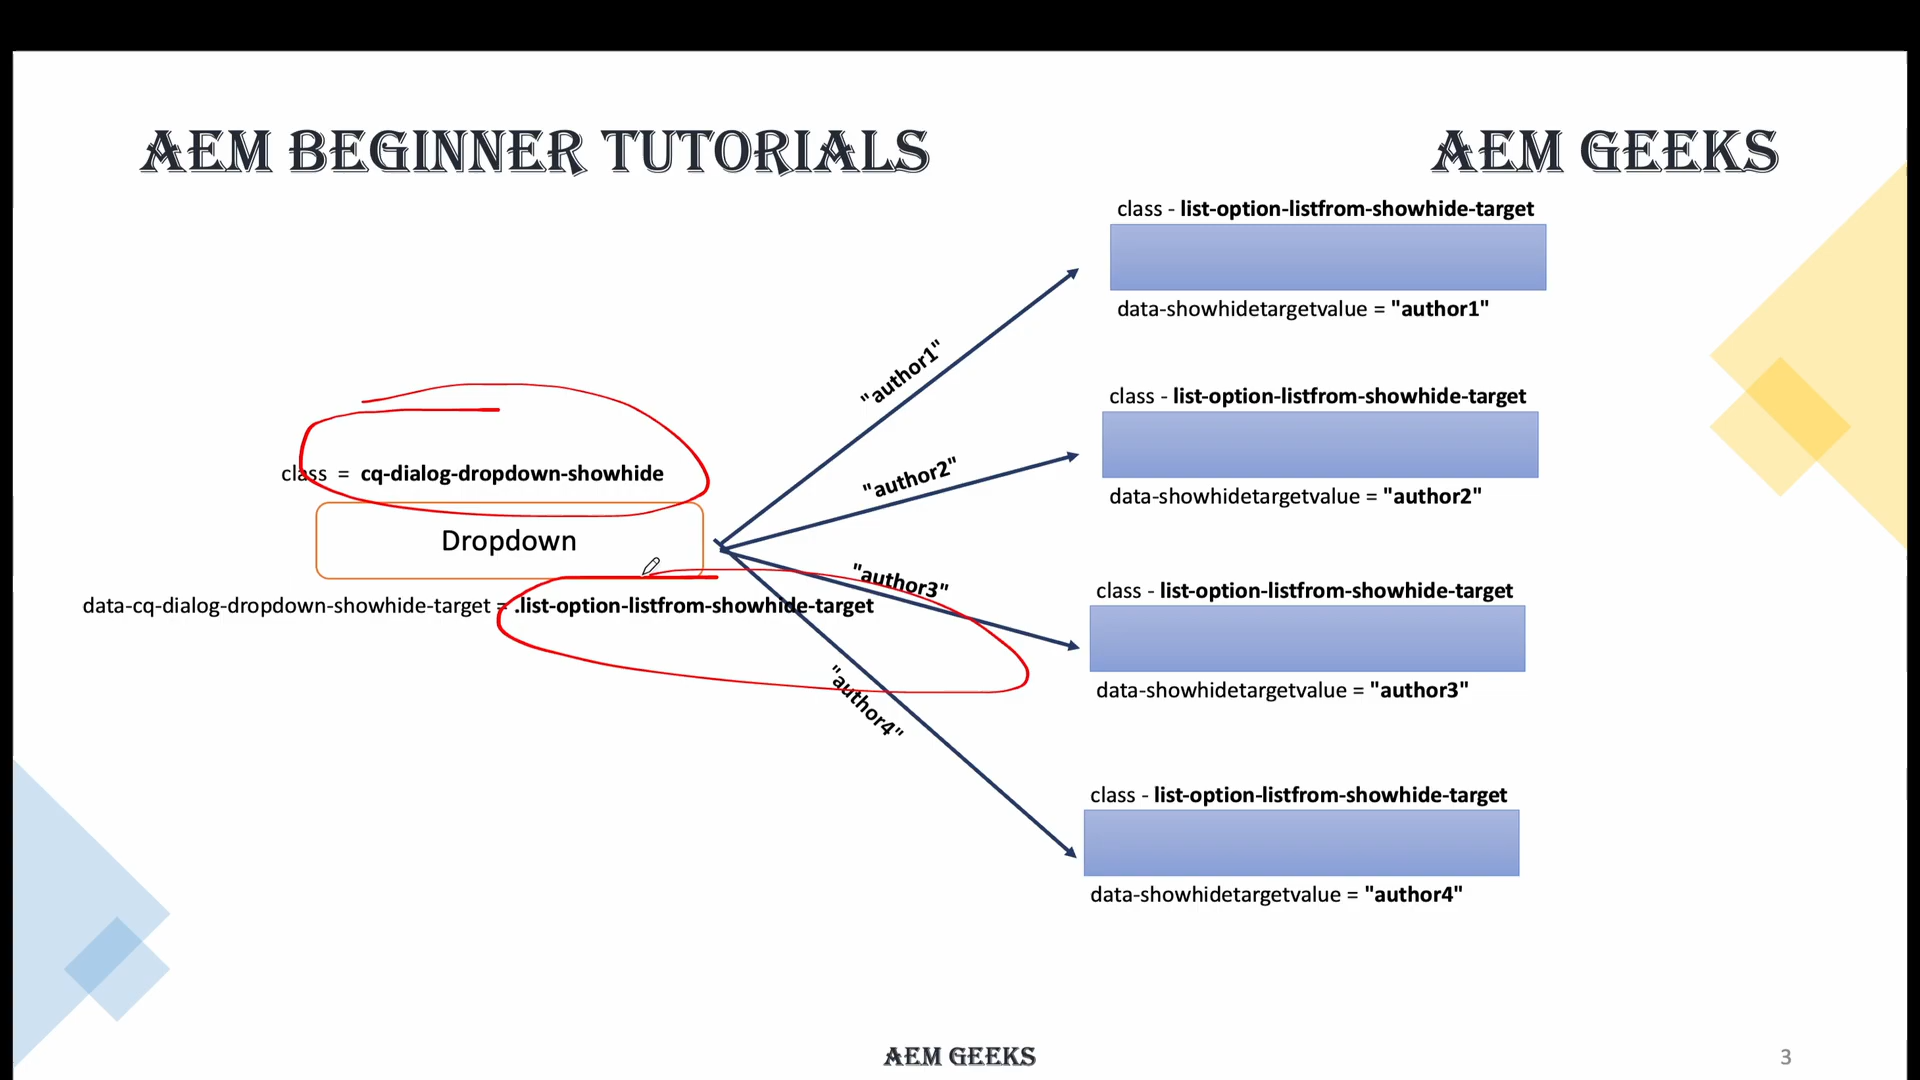 AEM BEGINNER TUTORIALS
AEM GEEKS
class - list-option-listfrom-showhide-target
data-showhidetargetvalue = "author1"
"author1"
class - list-option-listfrom-showhide-target
data-showhidetargetvalue = "author2"
"author2"
class = cq-dialog-dropdown-showhide
Dropdown
data-cq-dialog-dropdown-showhide-target = .list-option-listfrom-showhide-target
"author3"
class - list-option-listfrom-showhide-target
data-showhidetargetvalue = "author3"
"author4"
class - list-option-listfrom-showhide-target
data-showhidetargetvalue = "author4"
AEM GEEKS
3